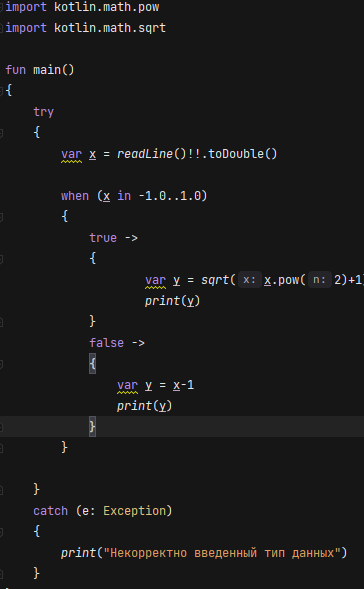 import kotlin.math.pow
import kotlin.math.sqrt
fun main()
{
try
{
var x = readLine()!!.toDouble()
when (x in -1.0..1.0)
{
true ->
{
var y = sqrt( x: x.pow( n: 2)+1)
print(y)
}
false ->
{
var y = x-1
print(y)
}
}
}
catch (e: Exception)
{
print("Некорректно введенный тип данных")
}